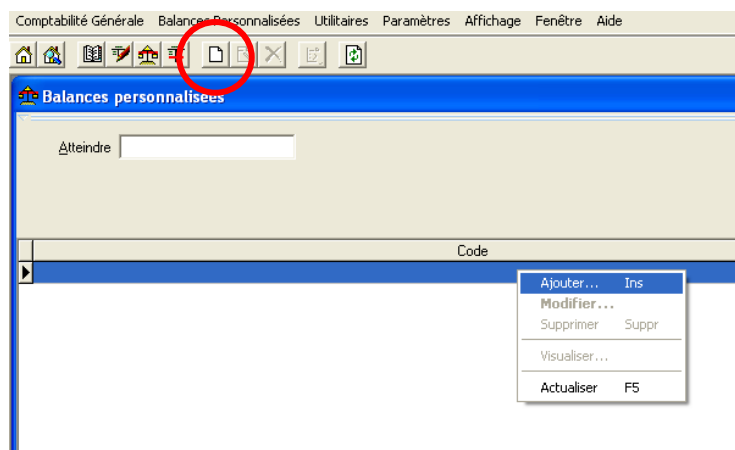 Comptabilité Générale Balances Personnalisées Utilitaires Paramètres Affichage Fenêtre Aide
Balances personnalisées
Atteindre
Code
Ajouter... Ins
Modifier...
Supprimer Suppr
Visualiser...
Actualiser F5